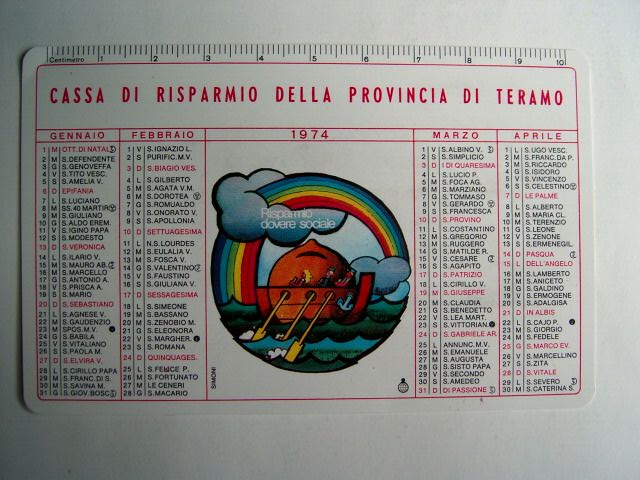 Centimetro 1 2 3 4 5 6 7 8 9 10
CASSA DI RISPARMIO DELLA PROVINCIA DI TERAMO
GENNAIO
1 M OTT. DI NATAL.
2 M S.DEFENDENTE
3 G S.GENOVEFFA
4 V S.TITO VESC.
5 S S.AMELIA V.
6 D EPIFANIA
7 L S.LUCIANO
8 M SS.40 MARTIRI
9 M S.GIULIANO
10 G S.ALDO EREM.
11 V S.IGINO PAPA
12 S S.MODESTO
13 D S.VERONICA
14 L S.ILARIO V.
15 M S.MAURO AB.
16 M S.MARCELLO
17 G S.ANTONIO A.
18 V S.PRISCA A.
19 S S.MARIO
20 D S.SEBASTIANO
21 L S.AGNESE V.
22 M S.GAUDENZIO
23 M SPOS.M.V.
24 G S.BABILA
25 V S.VITALIANO
26 S S.PAOLA M.
27 D S.ELVIRA V.
28 L S.CIRILLO PAPA
29 M S.FRANC.DI S.
30 M S.SAVINA M.
31 G S.GIOV.BOSC
FEBBRAIO
1 V S.IGNAZIO L.
2 S PURIFIC.M.V.
3 D S.BIAGIO VES.
4 L S.GILBERTO
5 M S.AGATA V.M.
6 M S.DOROTEA
7 G S.ROMUALDO
8 V S.ONORATO V.
9 S S.APOLLONIA
10 D SETTUAGESIMA
11 L N.S.LOURDES
12 M S.EULALIA V.
13 M S.FOSCA V.
14 G S.VALENTINO
15 V S.FAUSTINO
16 S S.GIULIANA V.
17 D SESSAGESIMA
18 L S.SIMEONE
19 M S.BASSANO
20 M S.ZENOBIO M.
21 G S.ELEONORA
22 V S.MARGHER.
23 S S.ROMANA
24 D QUINQUAGES.
25 L S.FELICE P.
26 M S.FORTUNATO
27 M LE CENERI
28 G S.MACARIO
1974
Risparmio
dovere sociale
SIMONI
MARZO
1 V S.ALBINO V.
2 S S.SIMPLICIO
3 D I DI QUARESIMA
4 L S.LUCIO P.
5 M S.FOCA AG.
6 M S.MARZIANO
7 G S.TOMMASO
8 V S.GERARDO
9 S S.FRANCESCA
10 D S.PROVINO
11 L S.COSTANTINO
12 M S.GREGORIO
13 M S.RUGGERO
14 G S.MATILDE R.
15 V S.CESARE
16 S S.AGAPITO
17 D S.PATRIZIO
18 L S.CIRILLO V.
19 M S.GIUSEPPE
20 M S.CLAUDIA
21 G S.BENEDETTO
22 V S.LEA MART.
23 S S.VITTORIAN.
24 D S.GABRIELE AR.
25 L ANNUNC.M.V.
26 M S.EMANUELE
27 M S.AUGUSTA
28 G S.SISTO PAPA
29 V S.SECONDO
30 S S.AMEDEO
31 D DI PASSIONE
APRILE
1 L S.UGO VESC.
2 M S.FRANC.DA P.
3 M S.RICCARDO
4 G S.ISIDORO
5 V S.VINCENZO
6 S S.CELESTINO
7 D LE PALME
8 L S.ALBERTO
9 M S.MARIA CL.
10 M S.TERENZIO
11 G S.LEONE
12 V S.ZENONE
13 S S.ERMENEGIL.
14 D PASQUA
15 L DELL'ANGELO
16 M S.LAMBERTO
17 M S.ANICETO
18 G S.GALDINO
19 V S.ERMOGENE
20 S S.ADALGISA
21 D IN ALBIS
22 L S.CAJO P.
23 M S.GIORGIO
24 M S.FEDELE
25 G S.MARCO EV.
26 V S.MARCELLINO
27 S S.ZITA
28 D S.VITALE
29 L S.SEVERO
30 M S.CATERINA S.